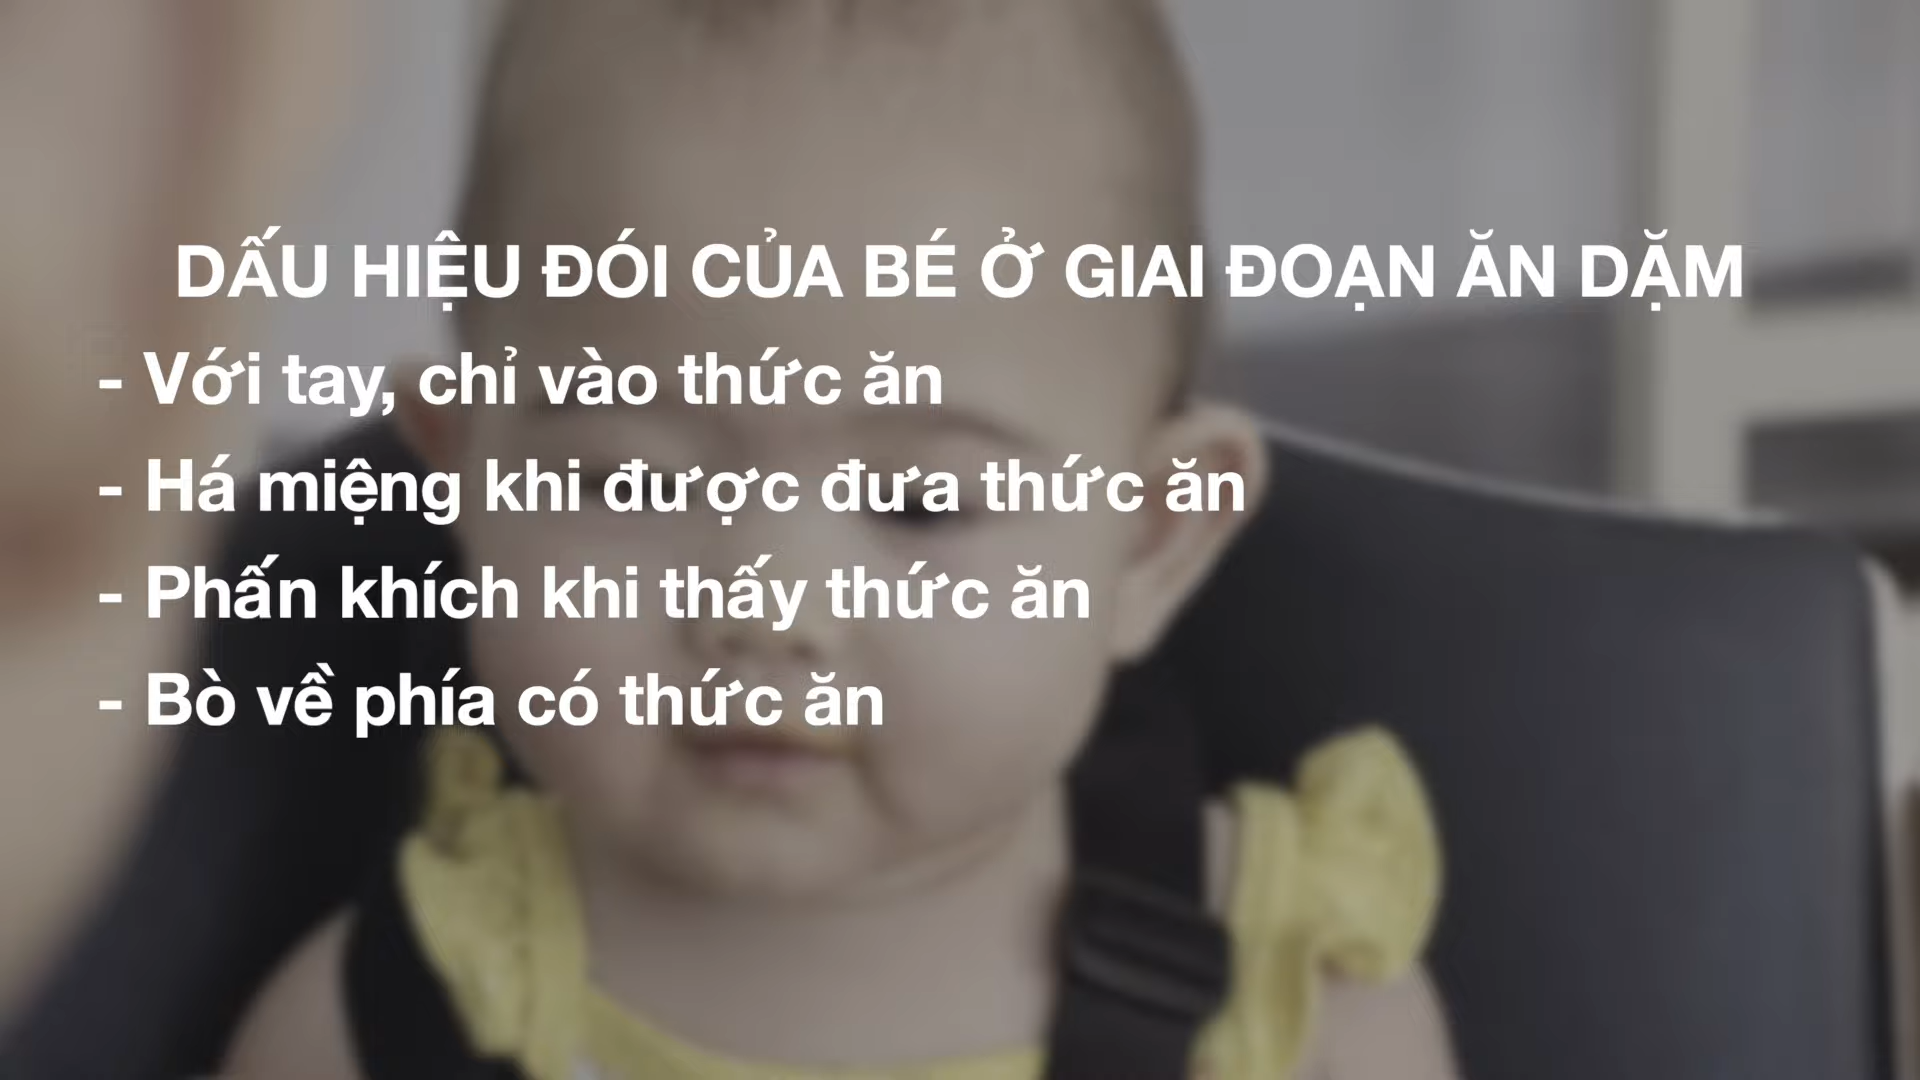 DẤU HIỆU ĐÓI CỦA BÉ Ở GIAI ĐOẠN ĂN DẶM
- Với tay, chỉ vào thức ăn
- Há miệng khi được đưa thức ăn
- Phấn khích khi thấy thức ăn
- Bò về phía có thức ăn